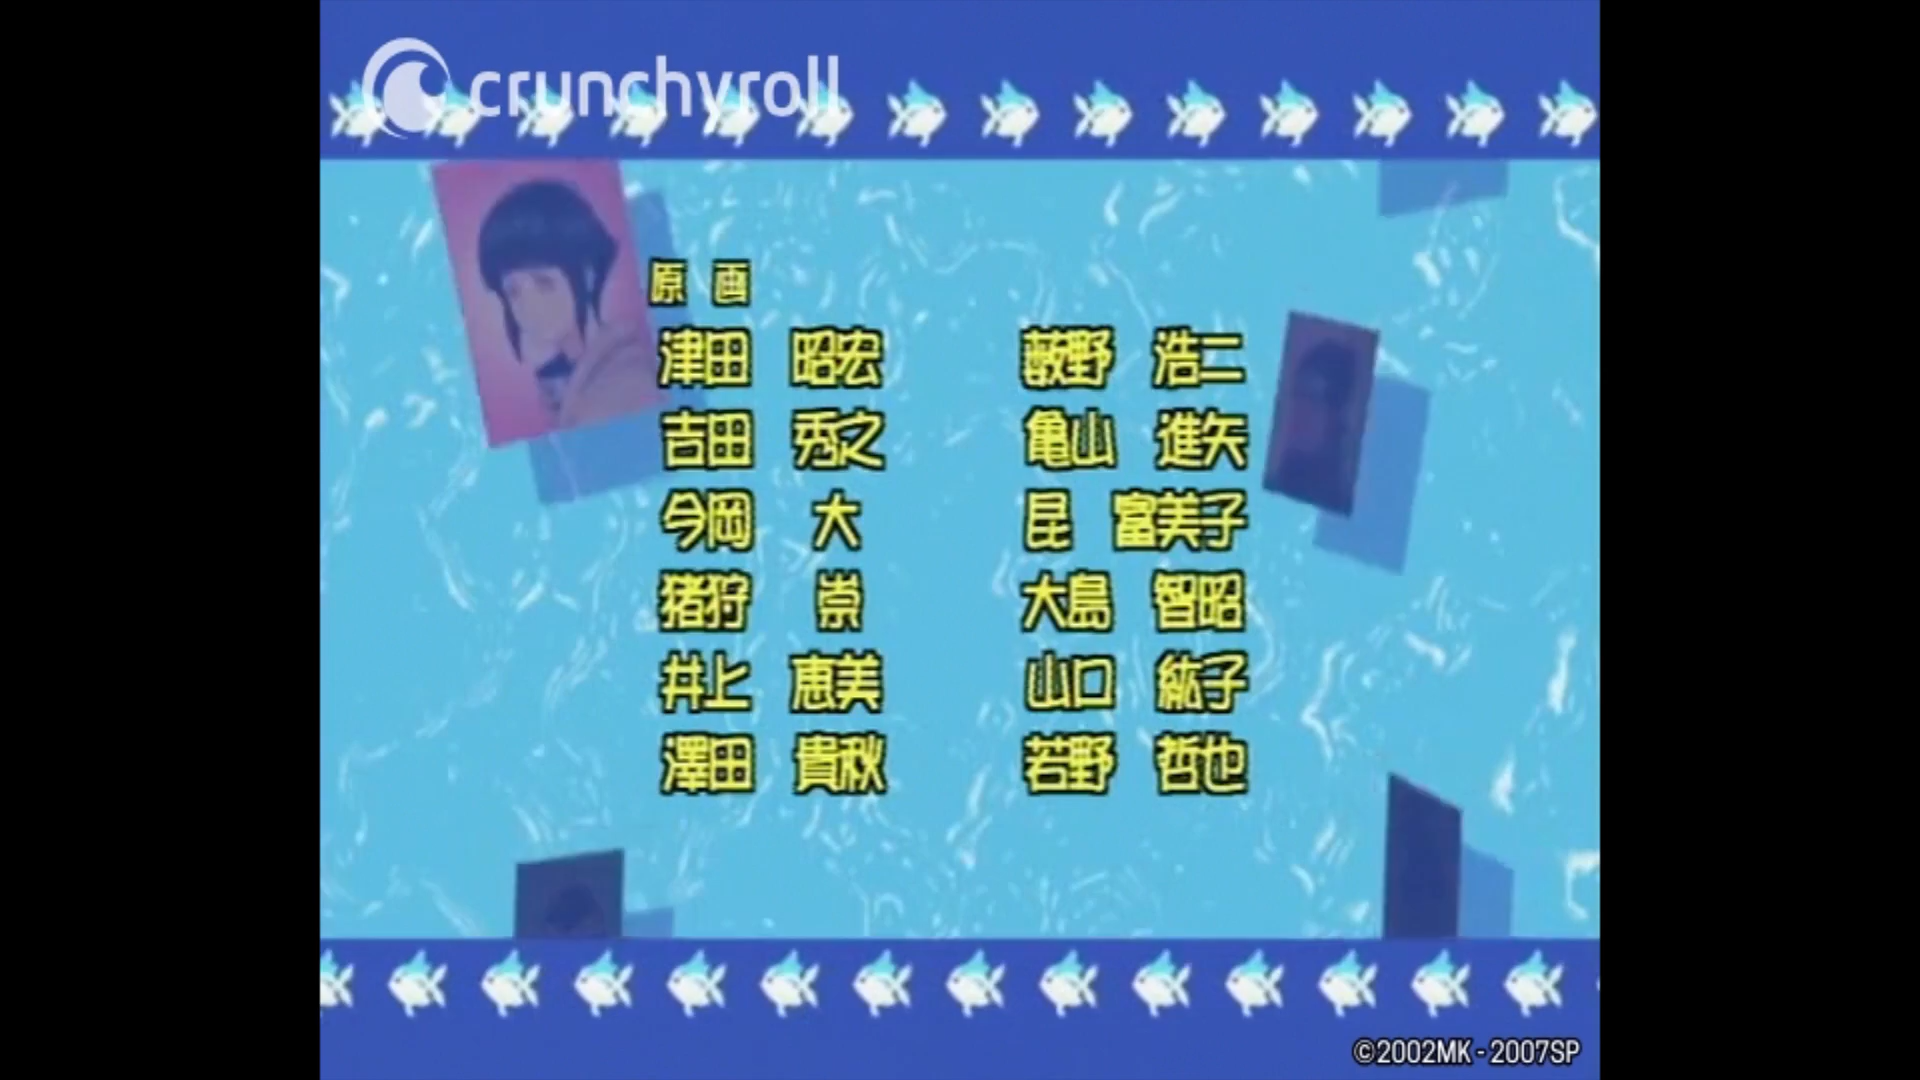 crunchyroll
原 画
津田 昭宏 薮野 浩二
吉田 秀之 亀山 進矢
今岡 大 昆 富美子
猪狩 崇 大島 智昭
井上 恵美 山口 紘子
澤田 貴秋 若野 哲也
©2002MK-2007SP